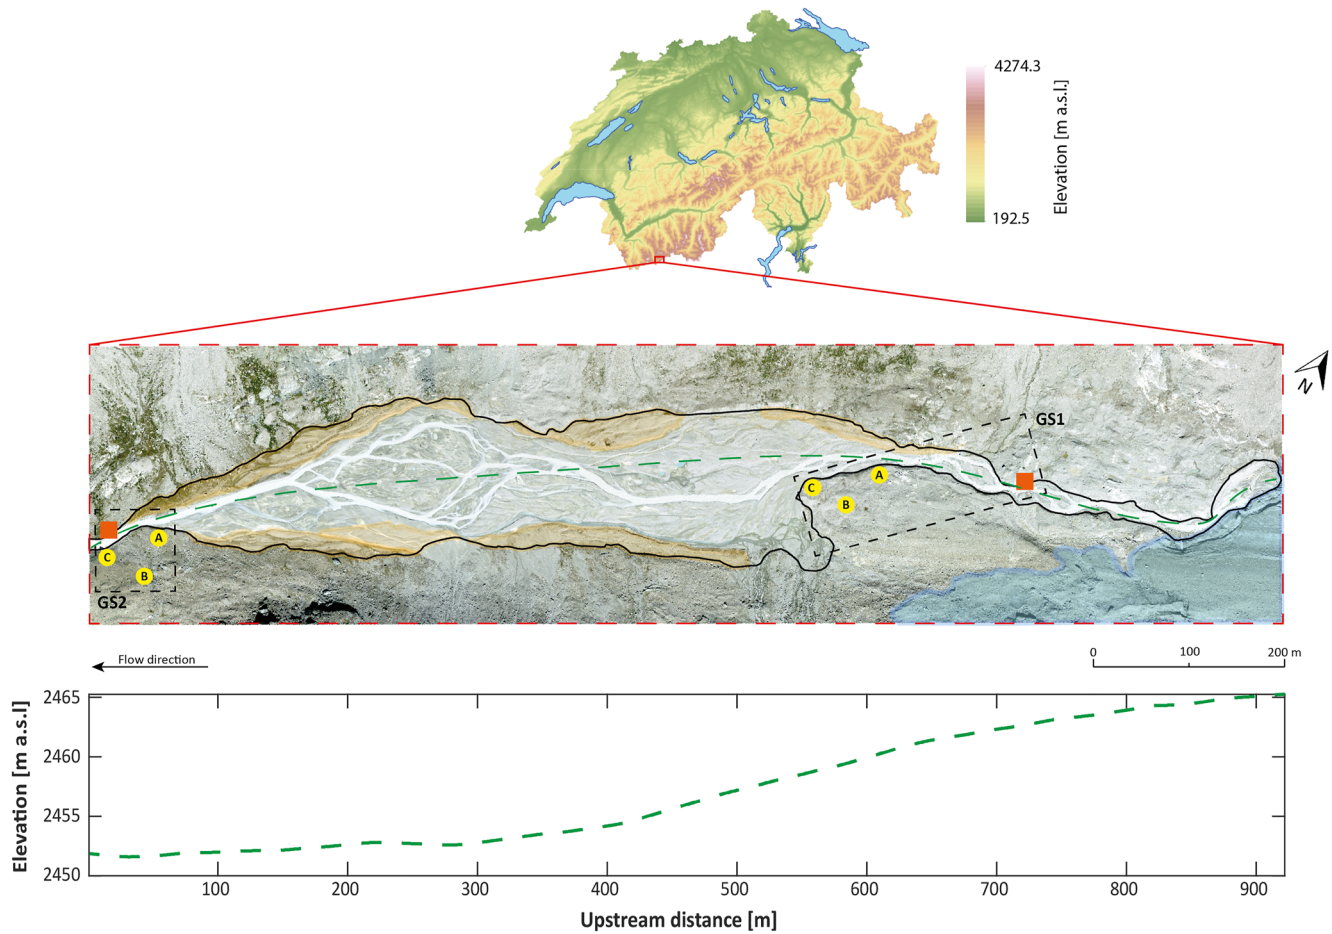 4274.3
Elevation [m a.s.l]
192.5
N
GS1
A
C
B
A
C
B
GS2
Flow direction
0 100 200 m
2465
2460
2455
2450
Elevation [m a.s.l]
100 200 300 400 500 600 700 800 900
Upstream distance [m]